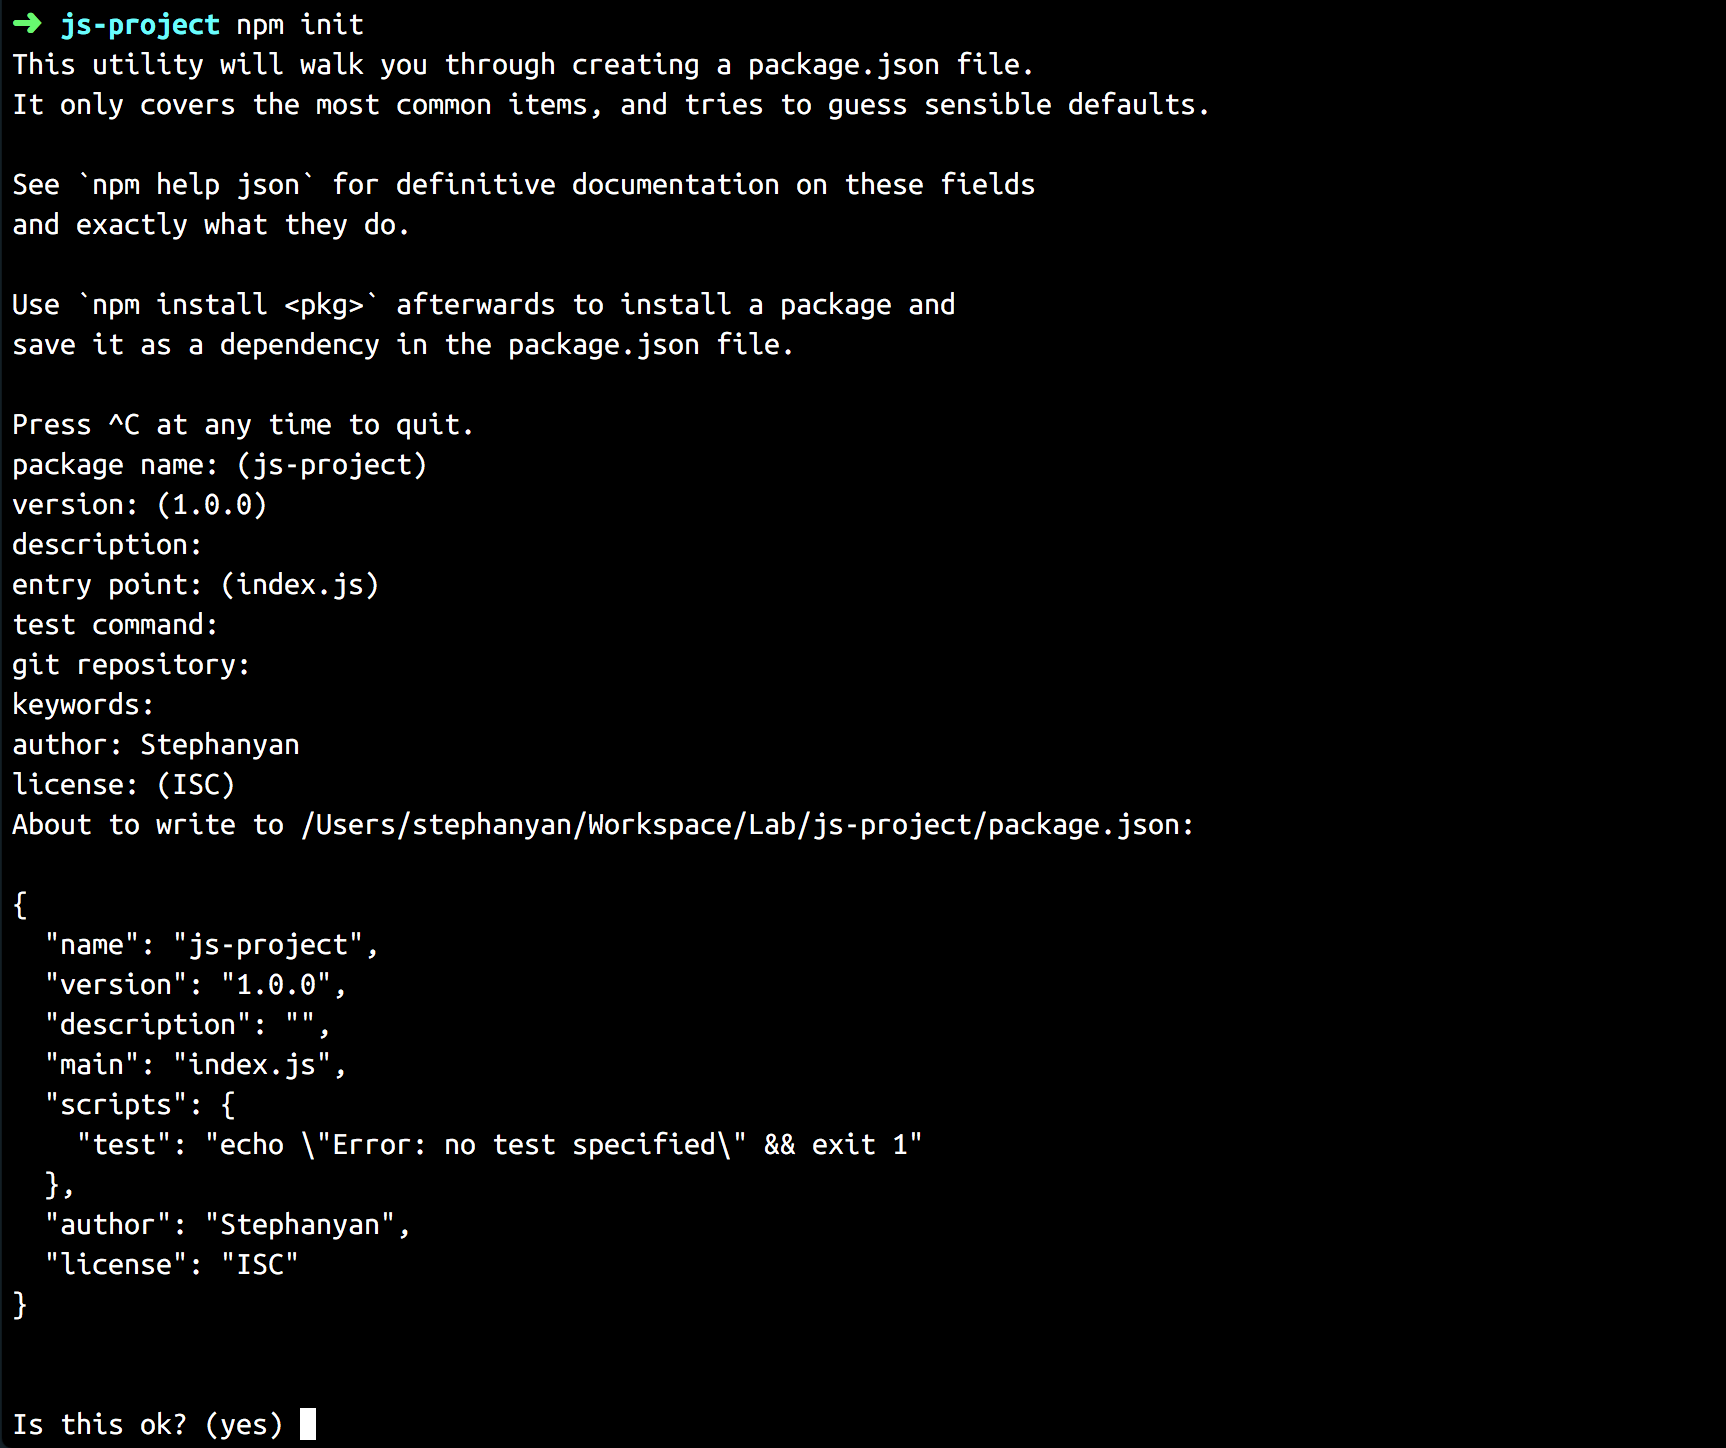 ➜ js-project npm init
This utility will walk you through creating a package.json file.
It only covers the most common items, and tries to guess sensible defaults.

See `npm help json` for definitive documentation on these fields
and exactly what they do.

Use `npm install <pkg>` afterwards to install a package and
save it as a dependency in the package.json file.

Press ^C at any time to quit.
package name: (js-project)
version: (1.0.0)
description:
entry point: (index.js)
test command:
git repository:
keywords:
author: Stephanyan
license: (ISC)
About to write to /Users/stephanyan/Workspace/Lab/js-project/package.json:

{
  "name": "js-project",
  "version": "1.0.0",
  "description": "",
  "main": "index.js",
  "scripts": {
    "test": "echo \"Error: no test specified\" && exit 1"
  },
  "author": "Stephanyan",
  "license": "ISC"
}


Is this ok? (yes)